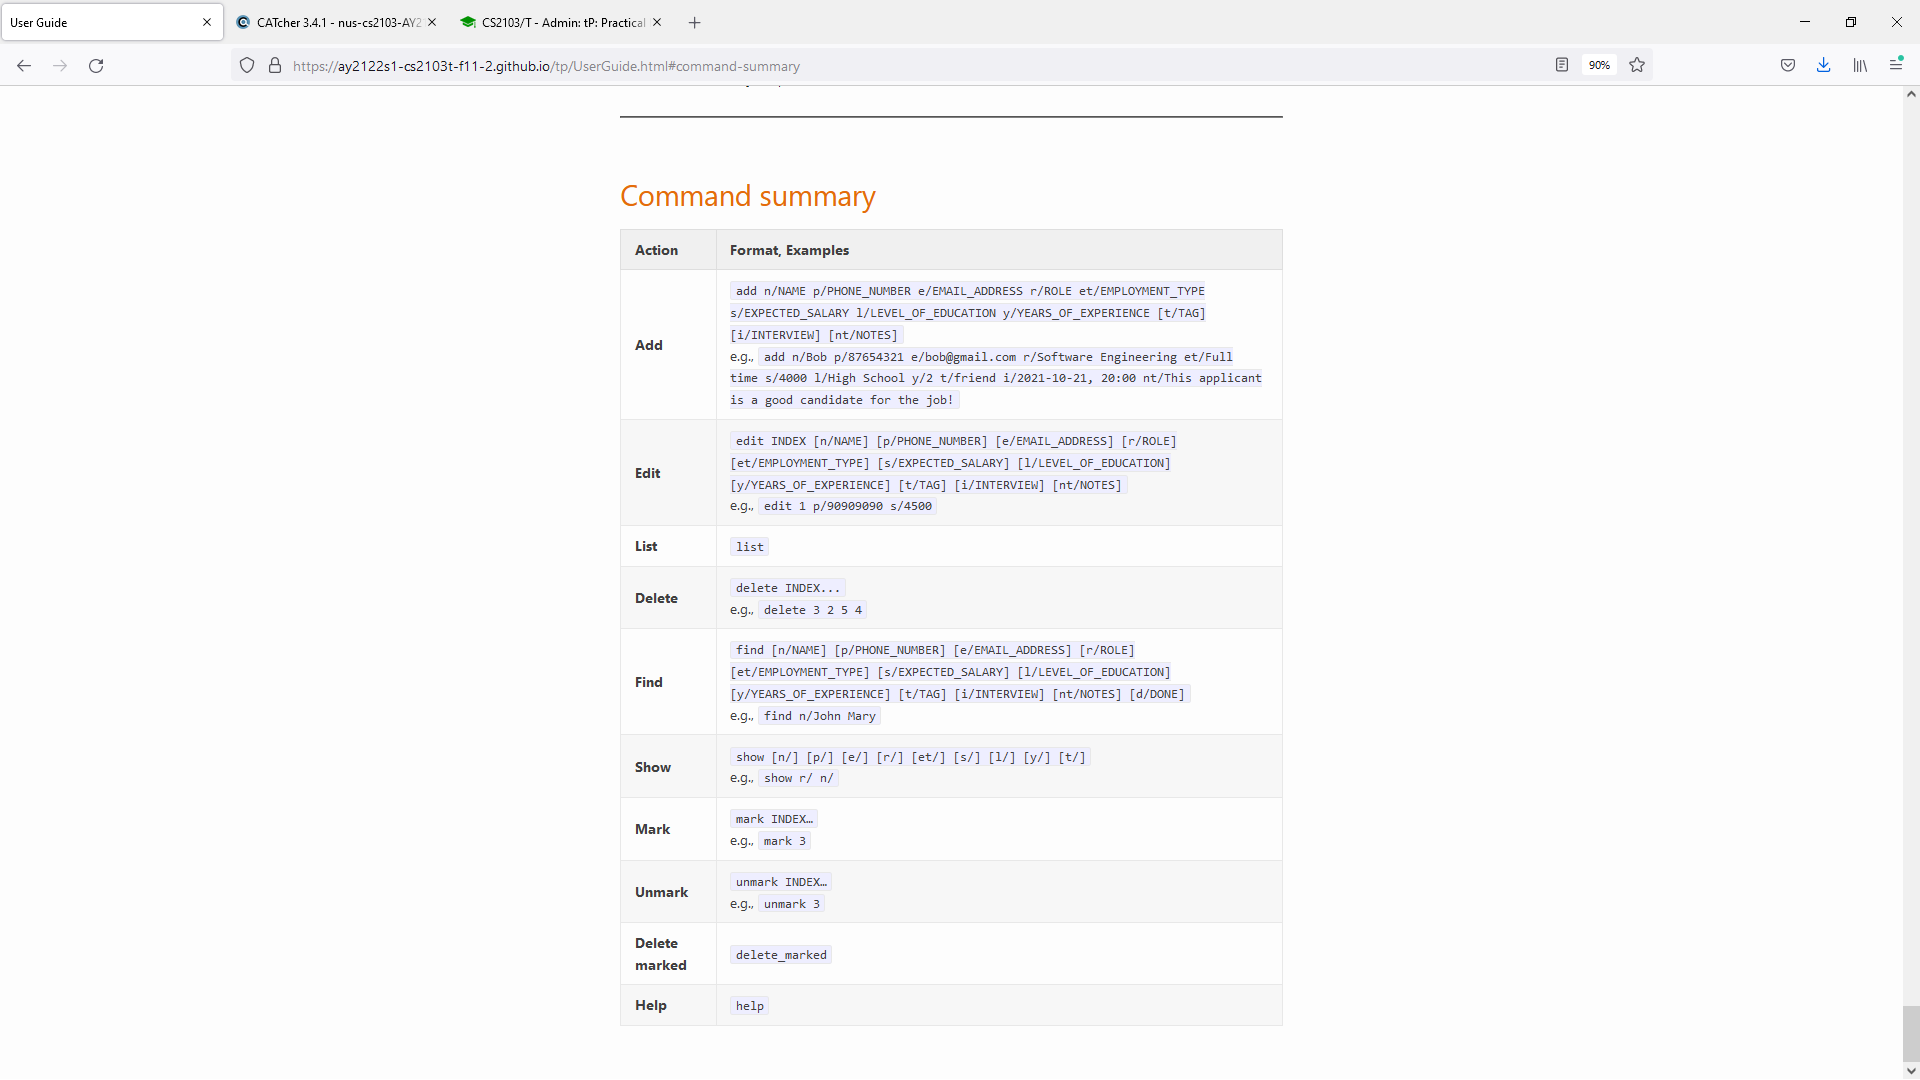 User Guide
CATcher 3.4.1 - nus-cs2103-AY2
CS2103/T - Admin: tP: Practical
https://ay2122s1-cs2103t-f11-2.github.io/tp/UserGuide.html#command-summary
90%
Command summary
Action
Format, Examples
Add
add n/NAME p/PHONE_NUMBER e/EMAIL_ADDRESS r/ROLE et/EMPLOYMENT_TYPE
s/EXPECTED_SALARY l/LEVEL_OF_EDUCATION y/YEARS_OF_EXPERIENCE [t/TAG]
[i/INTERVIEW] [nt/NOTES]
e.g., add n/Bob p/87654321 e/bob@gmail.com r/Software Engineering et/Full
time s/4000 l/High School y/2 t/friend i/2021-10-21, 20:00 nt/This applicant
is a good candidate for the job!
Edit
edit INDEX [n/NAME] [p/PHONE_NUMBER] [e/EMAIL_ADDRESS] [r/ROLE]
[et/EMPLOYMENT_TYPE] [s/EXPECTED_SALARY] [l/LEVEL_OF_EDUCATION]
[y/YEARS_OF_EXPERIENCE] [t/TAG] [i/INTERVIEW] [nt/NOTES]
e.g., edit 1 p/90909090 s/4500
List
list
Delete
delete INDEX...
e.g., delete 3 2 5 4
Find
find [n/NAME] [p/PHONE_NUMBER] [e/EMAIL_ADDRESS] [r/ROLE]
[et/EMPLOYMENT_TYPE] [s/EXPECTED_SALARY] [l/LEVEL_OF_EDUCATION]
[y/YEARS_OF_EXPERIENCE] [t/TAG] [i/INTERVIEW] [nt/NOTES] [d/DONE]
e.g., find n/John Mary
Show
show [n/] [p/] [e/] [r/] [et/] [s/] [l/] [y/] [t/]
e.g., show r/ n/
Mark
mark INDEX…
e.g., mark 3
Unmark
unmark INDEX…
e.g., unmark 3
Delete
marked
delete_marked
Help
help